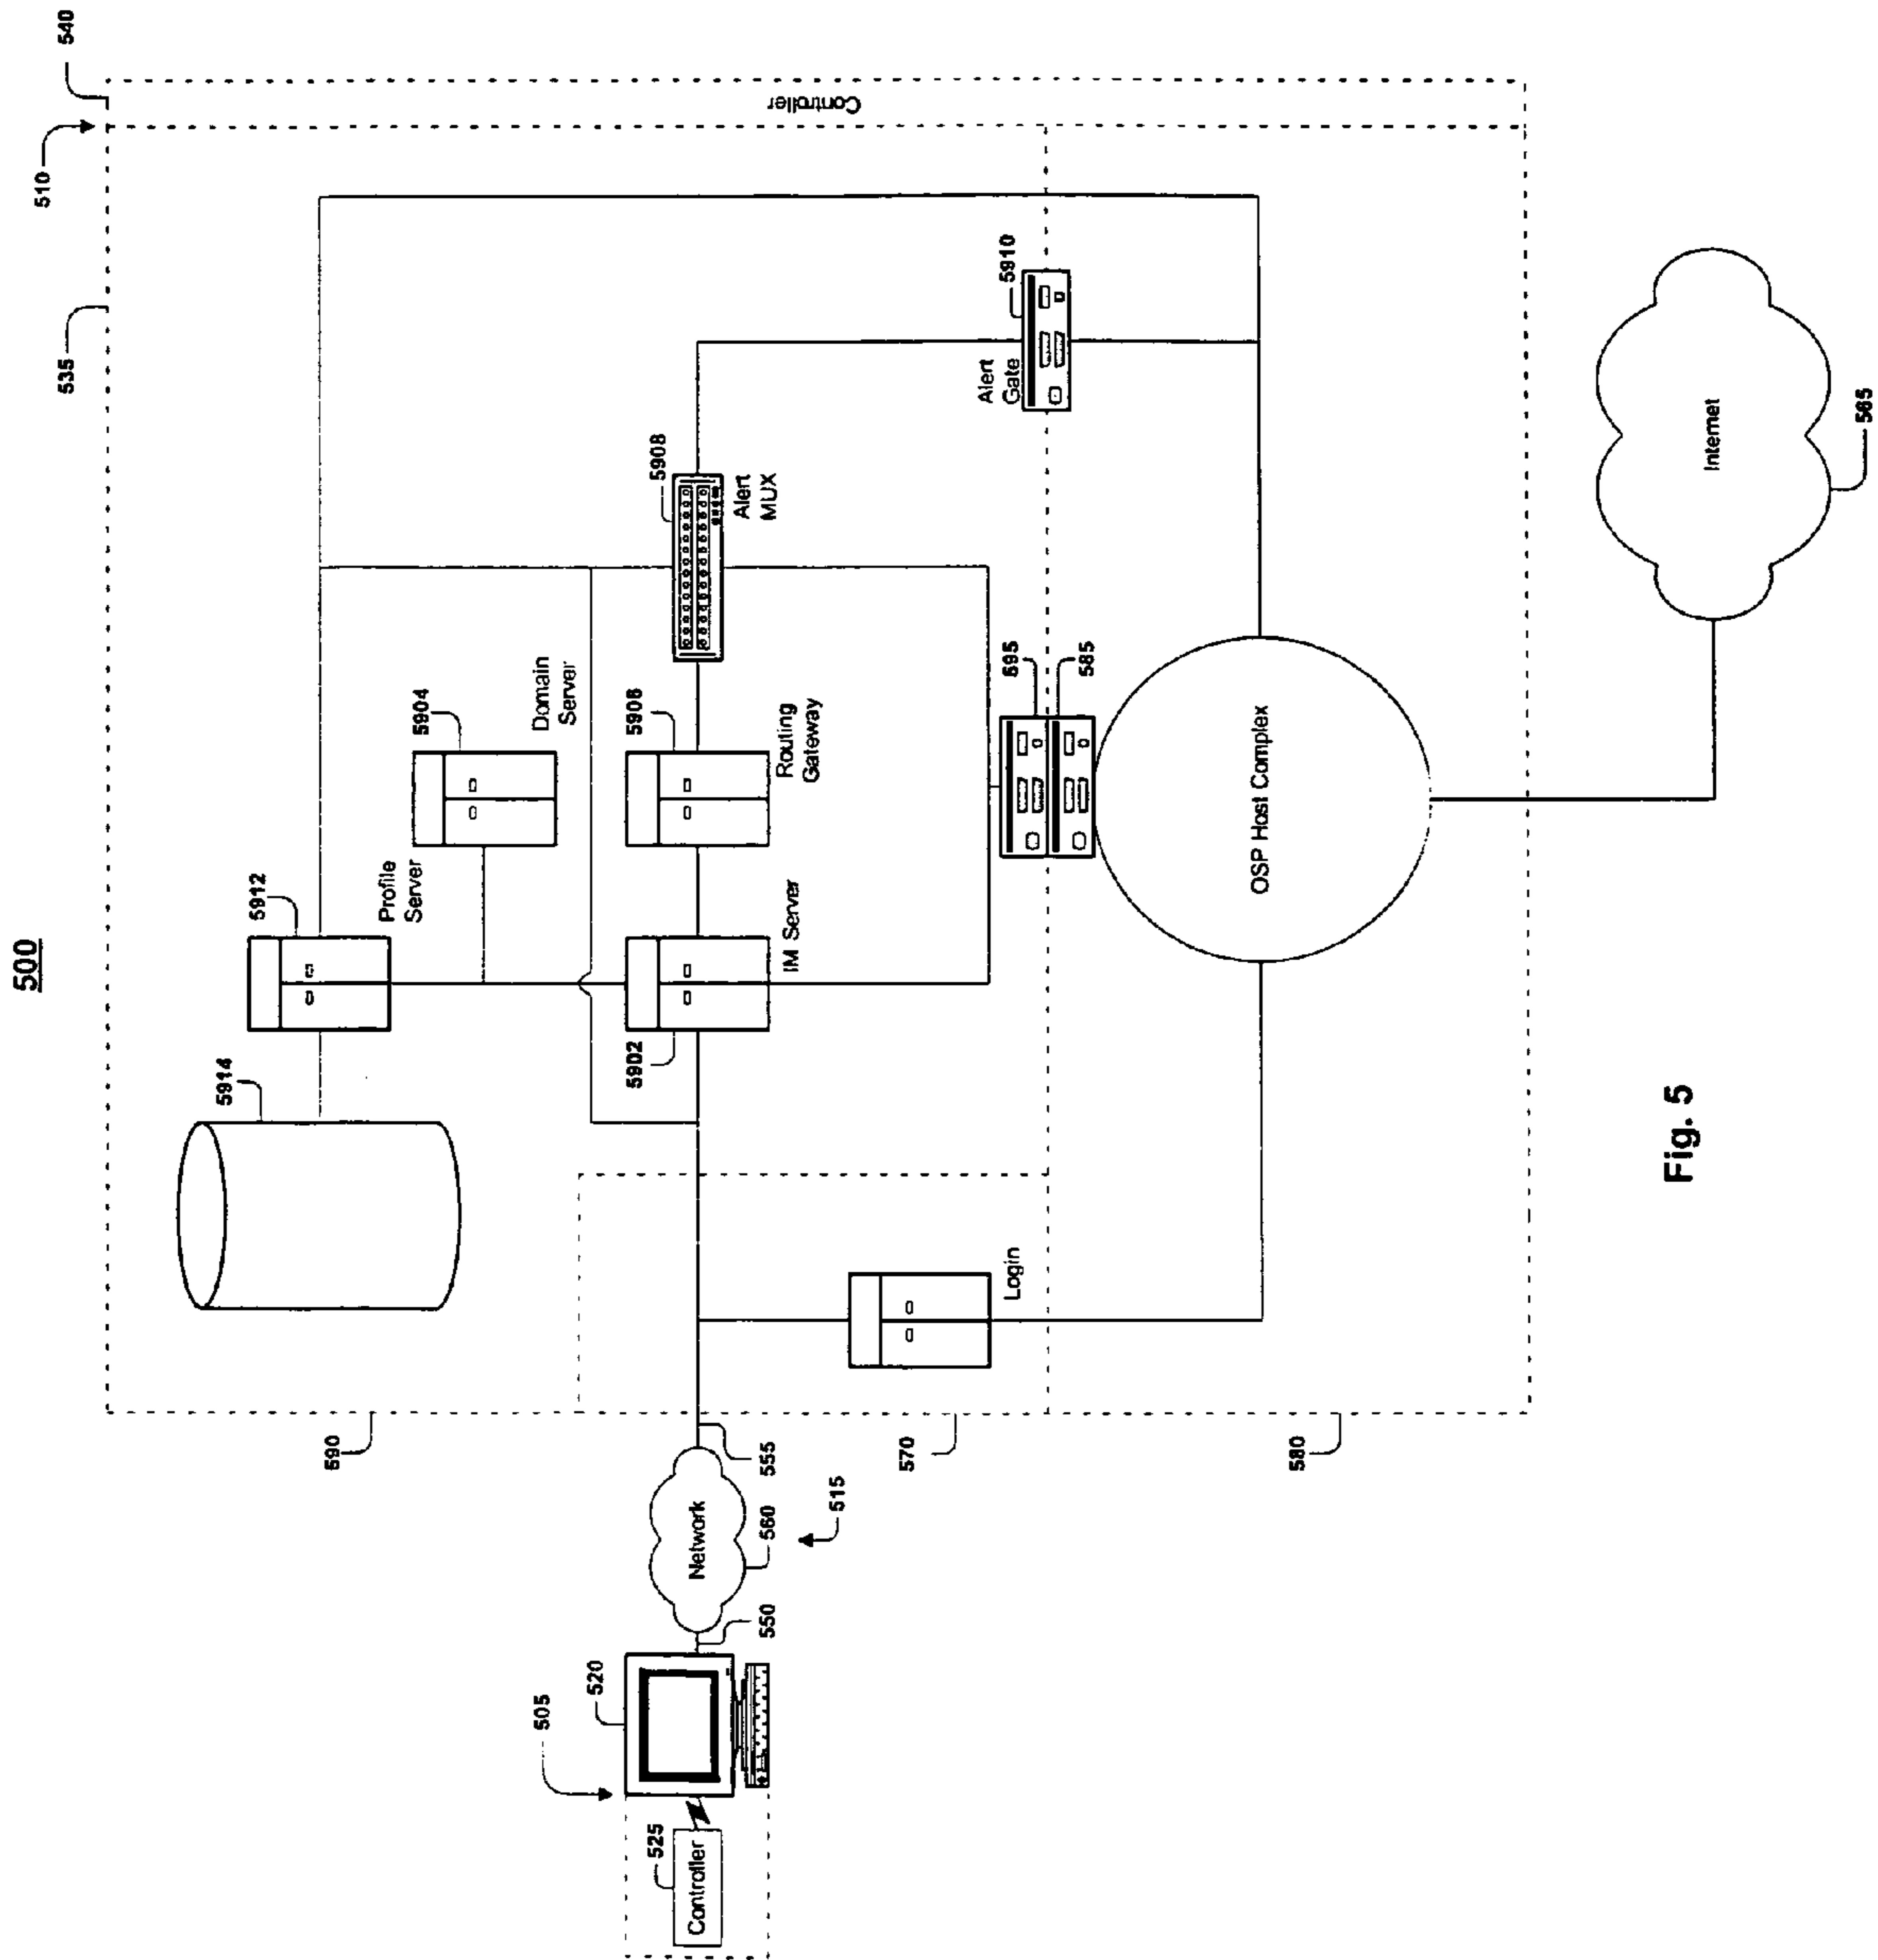 500
535
510
540
5914
5912
Profile
Server
5904
Domain
Server
590
505
520
525
Controller
550
Network
560
515
555
5902
IM Server
5906
Routing
Gateway
5908
Alert
MUX
Controller
570
Login
595
585
Alert
Gate
5910
580
OSP Host Complex
Internet
565
Fig. 5